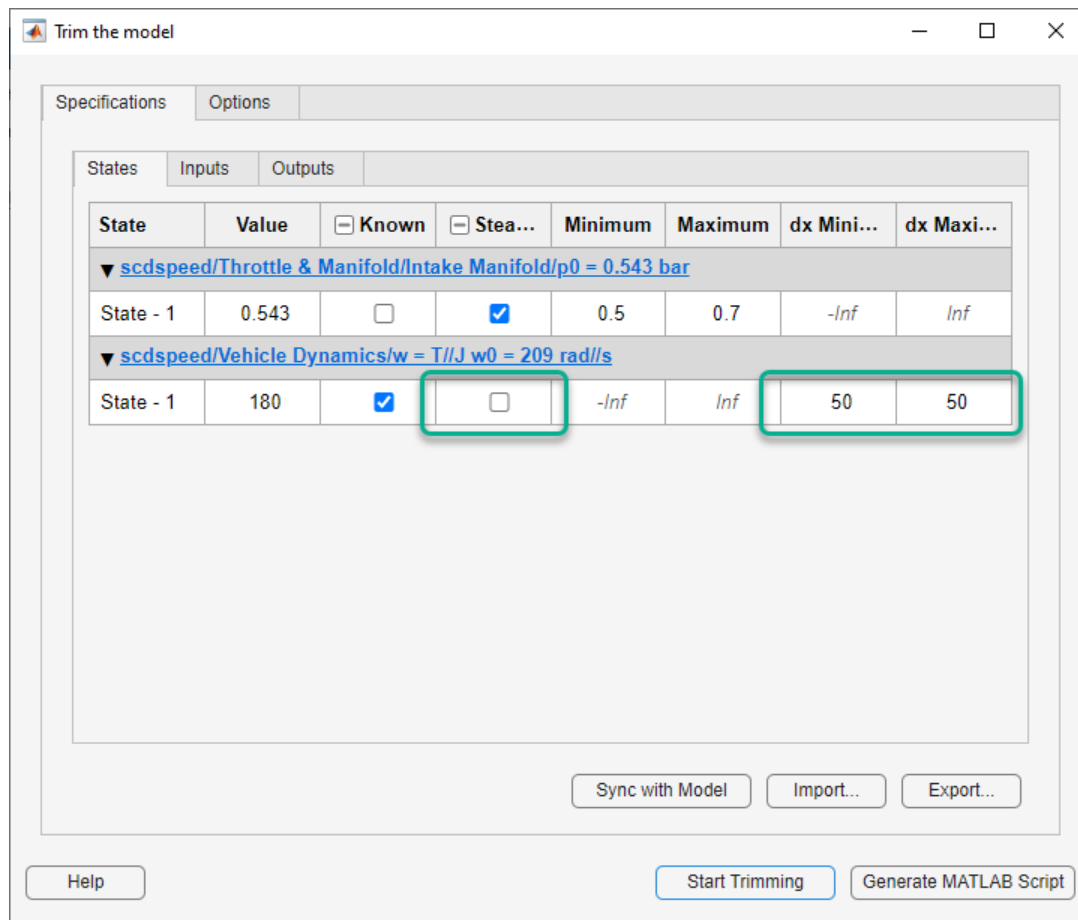 Trim the model
Specifications Options
States Inputs Outputs
State Value Known Stea... Minimum Maximum dx Mini... dx Maxi...
scdspeed/Throttle & Manifold/Intake Manifold/p0 = 0.543 bar
State - 1 0.543 0.5 0.7 -Inf Inf
scdspeed/Vehicle Dynamics/w = T//J w0 = 209 rad//s
State - 1 180 -Inf Inf 50 50
Sync with Model Import... Export...
Help Start Trimming Generate MATLAB Script